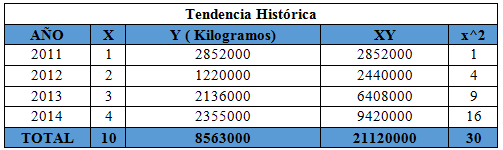 Tendencia Histórica
AÑO X Y ( Kilogramos) XY x^2
2011 1 2852000 2852000 1
2012 2 1220000 2440000 4
2013 3 2136000 6408000 9
2014 4 2355000 9420000 16
TOTAL 10 8563000 21120000 30